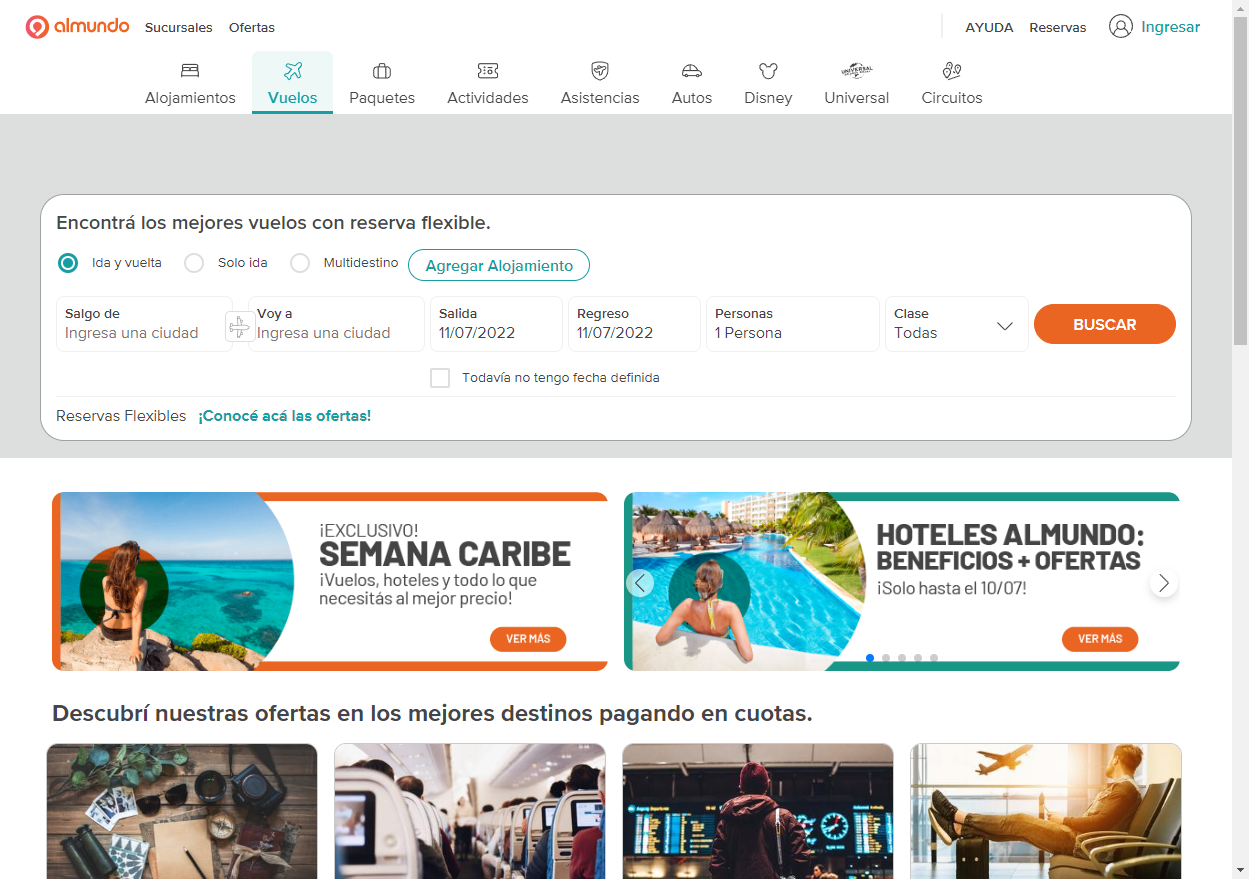 almundo Sucursales Ofertas AYUDA Reservas Ingresar
Alojamientos Vuelos Paquetes Actividades Asistencias Autos Disney Universal Circuitos
UNIVERSAL
Encontrá los mejores vuelos con reserva flexible.
Ida y vuelta Solo ida Multidestino Agregar Alojamiento
Salgo de Voy a Salida Regreso Personas Clase
Ingresa una ciudad Ingresa una ciudad 11/07/2022 11/07/2022 1 Persona Todas
BUSCAR
Todavía no tengo fecha definida
Reservas Flexibles ¡Conocé acá las ofertas!
¡EXCLUSIVO!
SEMANA CARIBE
¡Vuelos, hoteles y todo lo que
necesitás al mejor precio!
VER MÁS
HOTELES ALMUNDO:
BENEFICIOS + OFERTAS
¡Solo hasta el 10/07!
VER MÁS
Descubrí nuestras ofertas en los mejores destinos pagando en cuotas.